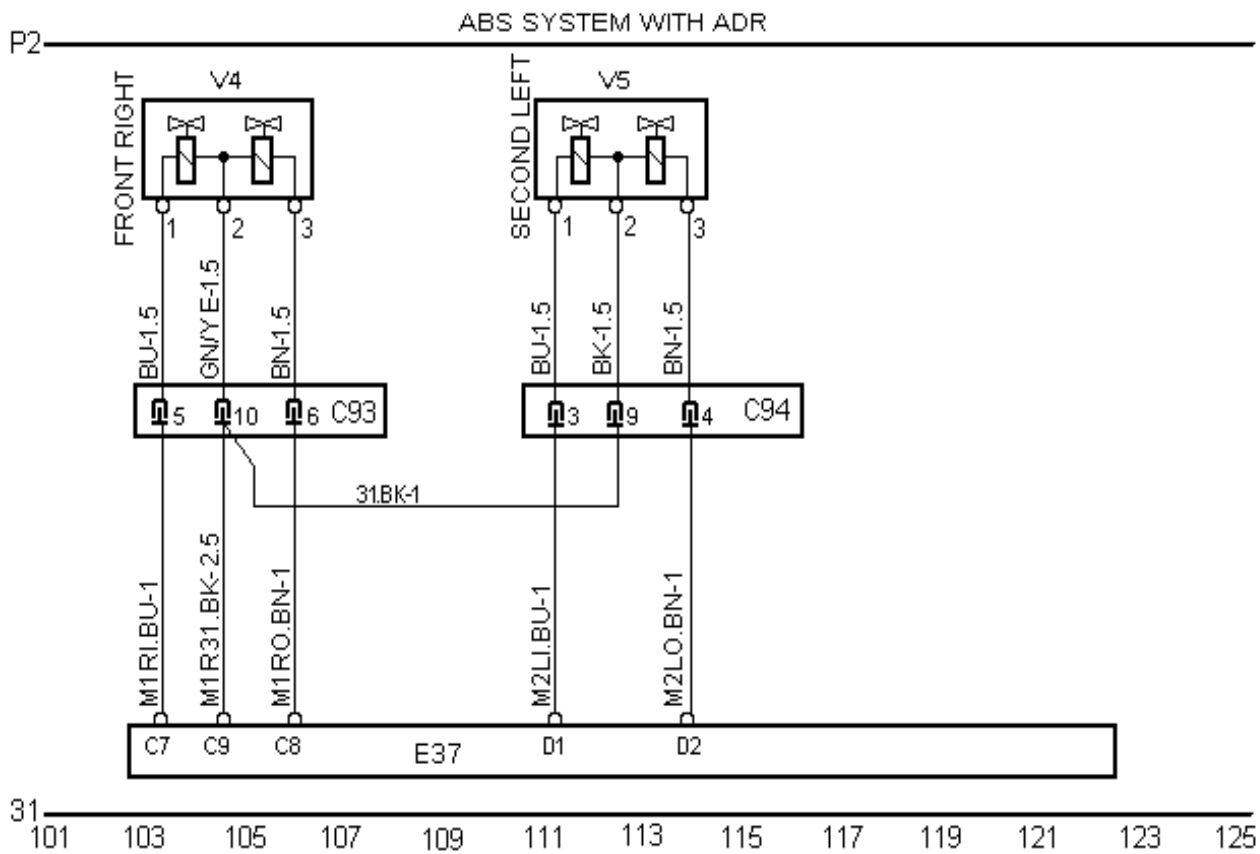 ABS SYSTEM WITH ADR
P2
FRONT RIGHT
V4
SECOND LEFT
V5
1 2 3
1 2 3
BU-1.5
GN/YE-1.5
BN-1.5
BU-1.5
BK-1.5
BN-1.5
5 10 6 C93
3 9 4 C94
31.BK-1
M1RI.BU-1
M1R31.BK-2.5
M1RO.BN-1
M2LI.BU-1
M2LO.BN-1
C7 C9 C8 E37 D1 D2
31
101 103 105 107 109 111 113 115 117 119 121 123 125